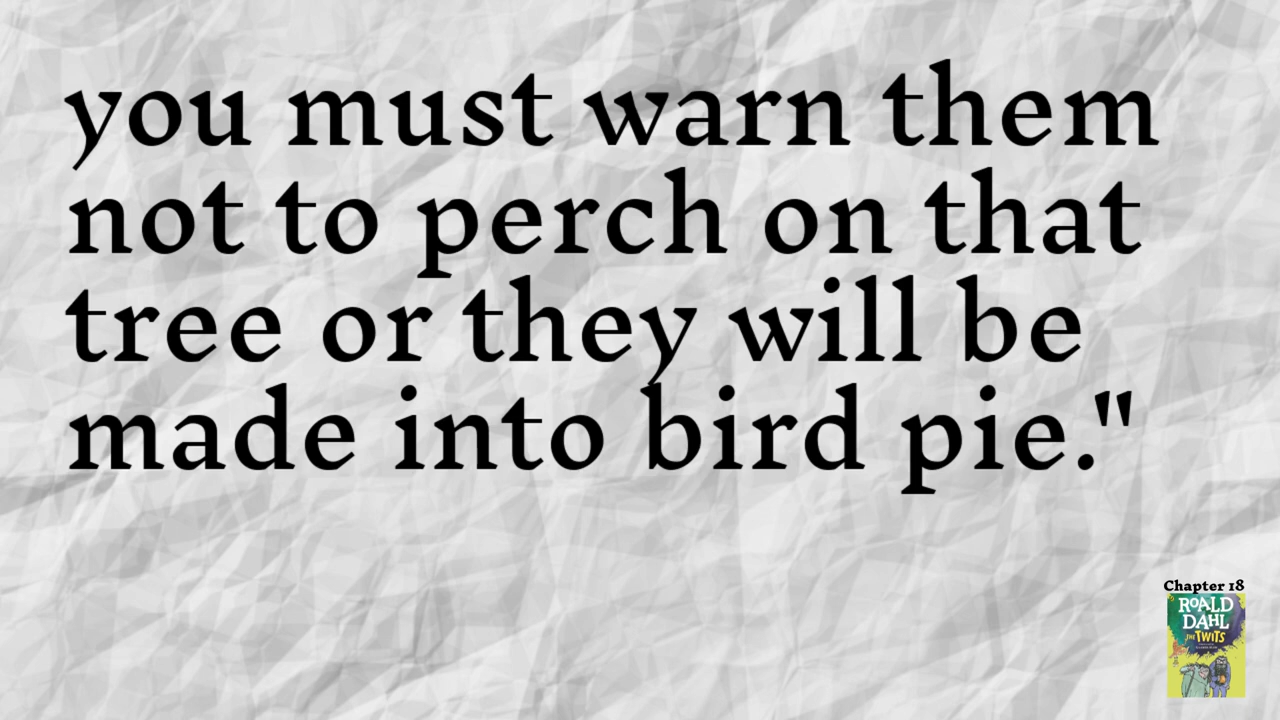 you must warn them
not to perch on that
tree or they will be
made into bird pie."
Chapter 18
ROALD
DAHL
THE TWITS